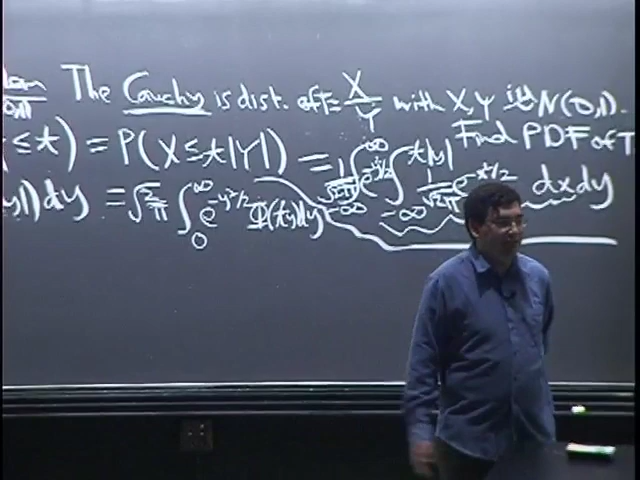 The Cauchy is dist. of T = X/Y with X, Y iid N(0,1).
Find PDF of T
≤ t) = P(X ≤ t|Y|) = 1/√2π ∫_{-∞}^{∞} e^{-y²/2} ∫_{-∞}^{t|y|} 1/√2π e^{-x²/2} dx dy
y|) dy = √2/π ∫_0^∞ e^{-y²/2} Φ(ty) dy